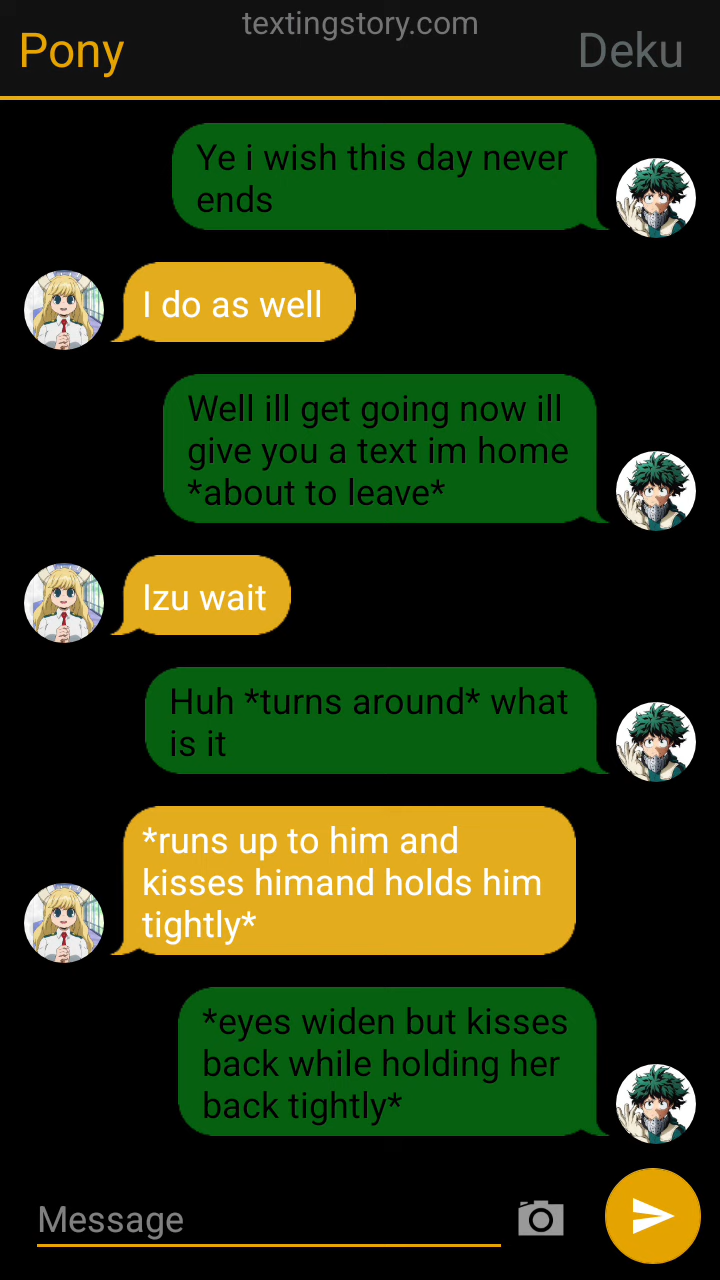 textingstory.com
Pony
Deku
Ye i wish this day never
ends
I do as well
Well ill get going now ill
give you a text im home
*about to leave*
Izu wait
Huh *turns around* what
is it
*runs up to him and
kisses himand holds him
tightly*
*eyes widen but kisses
back while holding her
back tightly*
Message